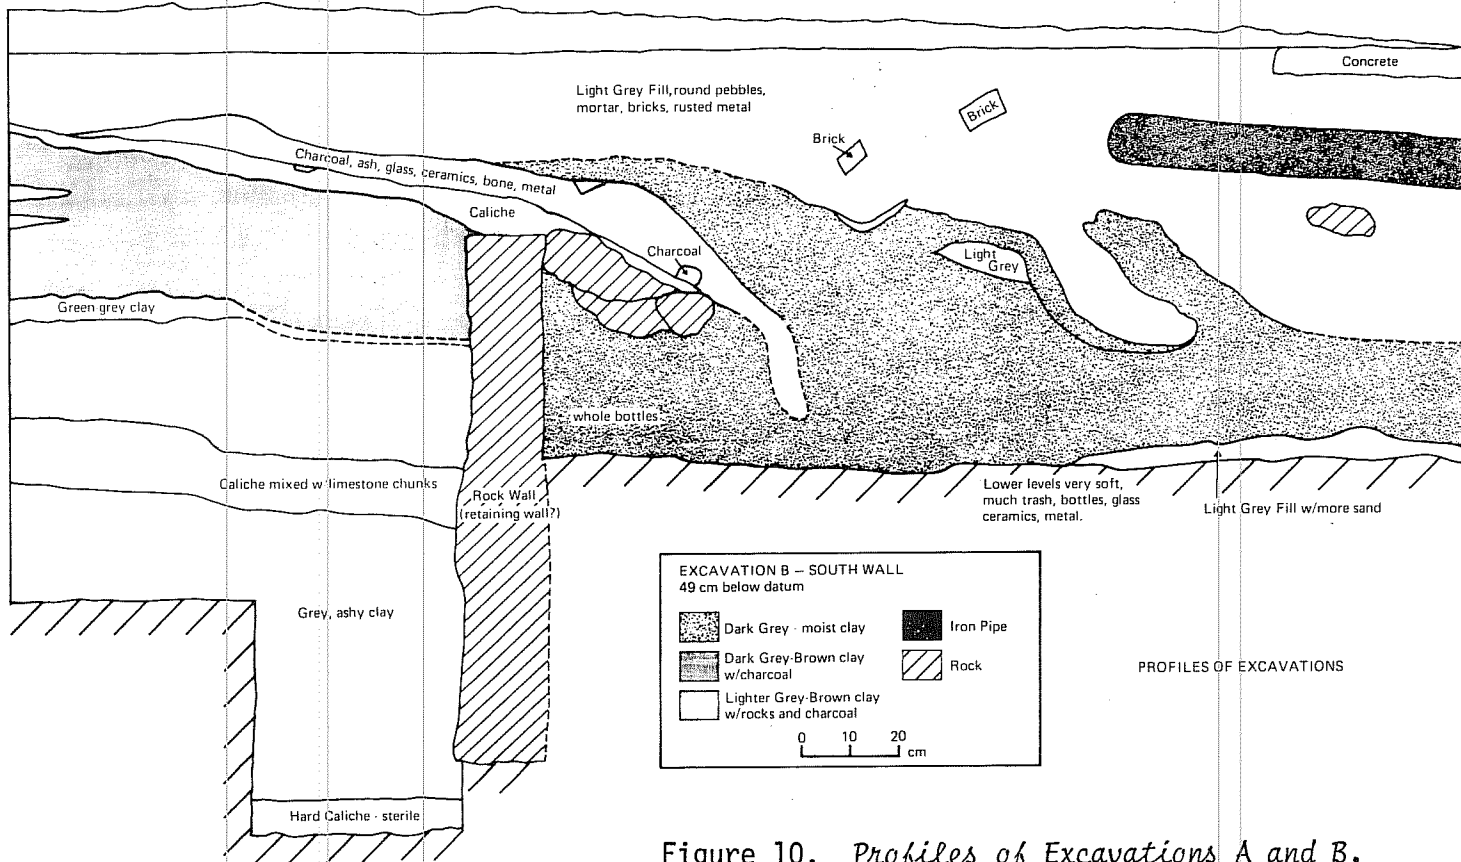 Concrete
Light Grey Fill, round pebbles,
mortar, bricks, rusted metal
Brick
Brick
Charcoal, ash, glass, ceramics, bone, metal
Caliche
Charcoal
Light
Grey
Green grey clay
whole bottles
Caliche mixed w/limestone chunks
Rock Wall
(retaining wall?)
Lower levels very soft,
much trash, bottles, glass
ceramics, metal.
Light Grey Fill w/more sand
Grey, ashy clay
Hard Caliche - sterile
EXCAVATION B – SOUTH WALL
49 cm below datum
Dark Grey - moist clay
Iron Pipe
Dark Grey-Brown clay
w/charcoal
Rock
Lighter Grey-Brown clay
w/rocks and charcoal
0 10 20
cm
PROFILES OF EXCAVATIONS
Figure 10. Profiles of Excavations A and B.